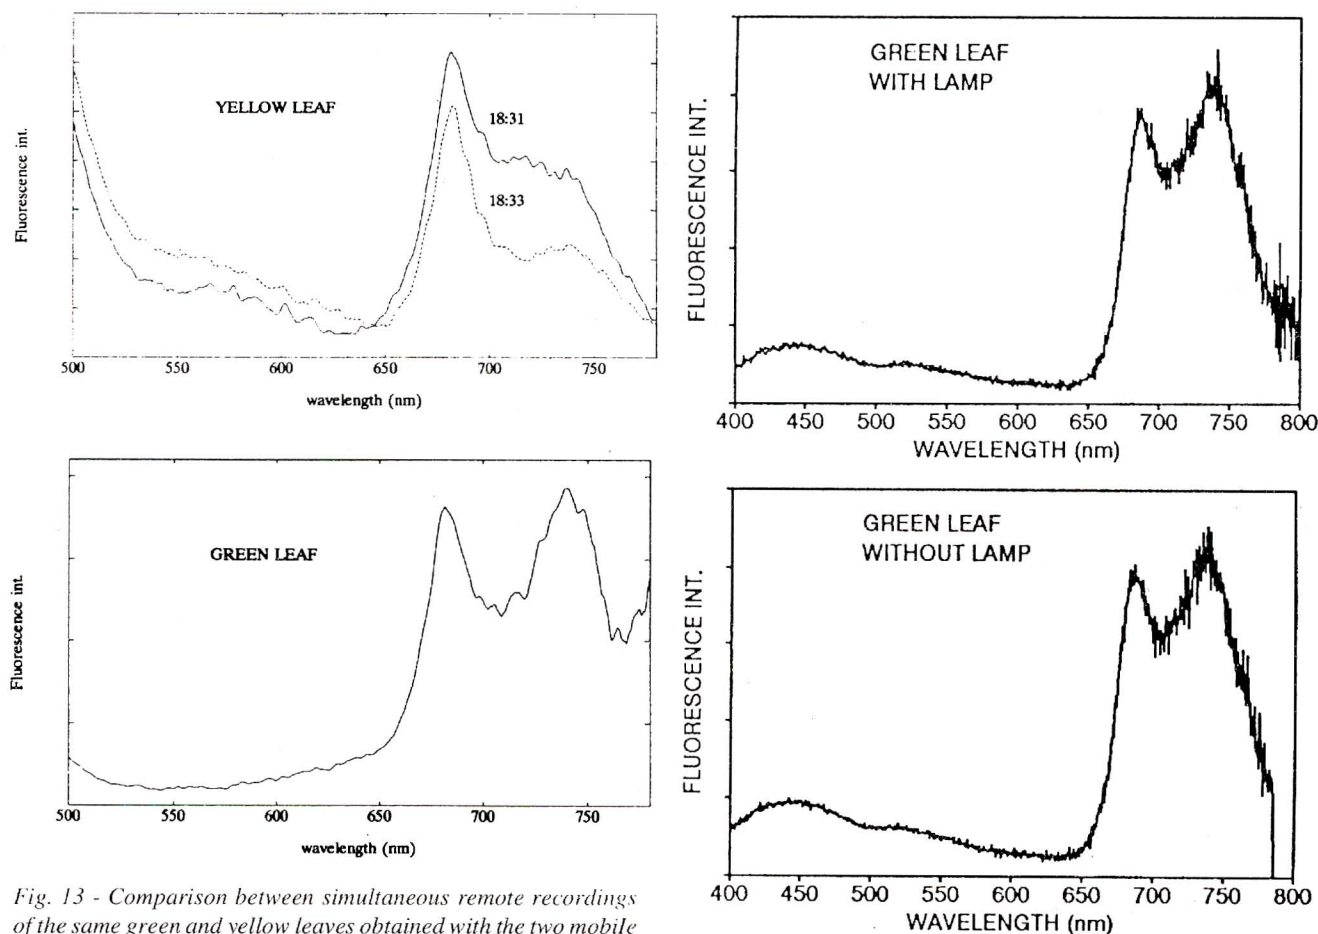 YELLOW LEAF
18:31
18:33
Fluorescence int.
500 550 600 650 700 750
wavelength (nm)
GREEN LEAF
Fluorescence int.
500 550 600 650 700 750
wavelength (nm)
Fig. 13 - Comparison between simultaneous remote recordings
of the same green and yellow leaves obtained with the two mobile
GREEN LEAF
WITH LAMP
FLUORESCENCE INT.
400 450 500 550 600 650 700 750 800
WAVELENGTH (nm)
GREEN LEAF
WITHOUT LAMP
FLUORESCENCE INT.
400 450 500 550 600 650 700 750 800
WAVELENGTH (nm)